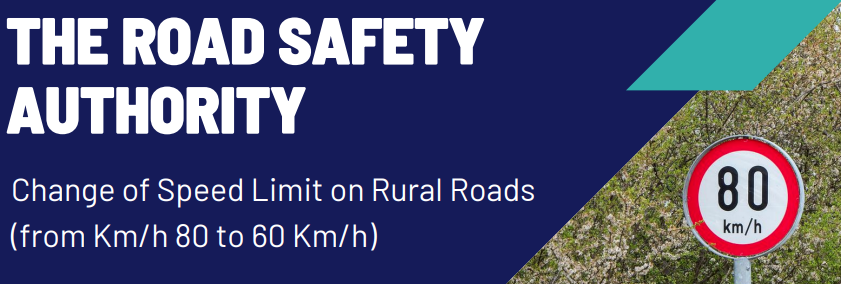 THE ROAD SAFETY
AUTHORITY
Change of Speed Limit on Rural Roads
(from Km/h 80 to 60 Km/h)
80
km/h